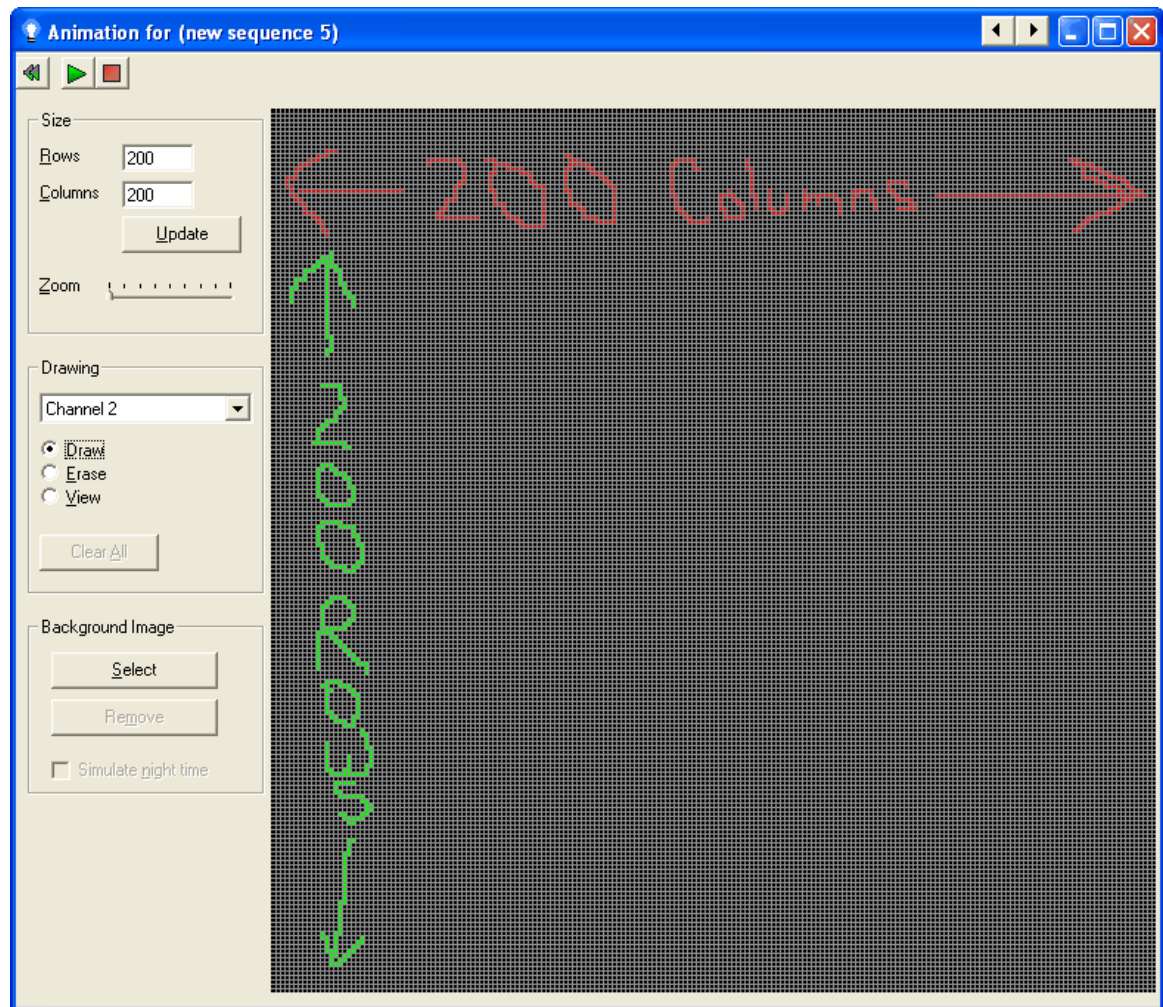 Animation for (new sequence 5)
Size
Rows 200
Columns 200
Update
Zoom
Drawing
Channel 2
Draw
Erase
View
Clear All
Background Image
Select
Remove
Simulate night time
200 Columns
200 ROWS